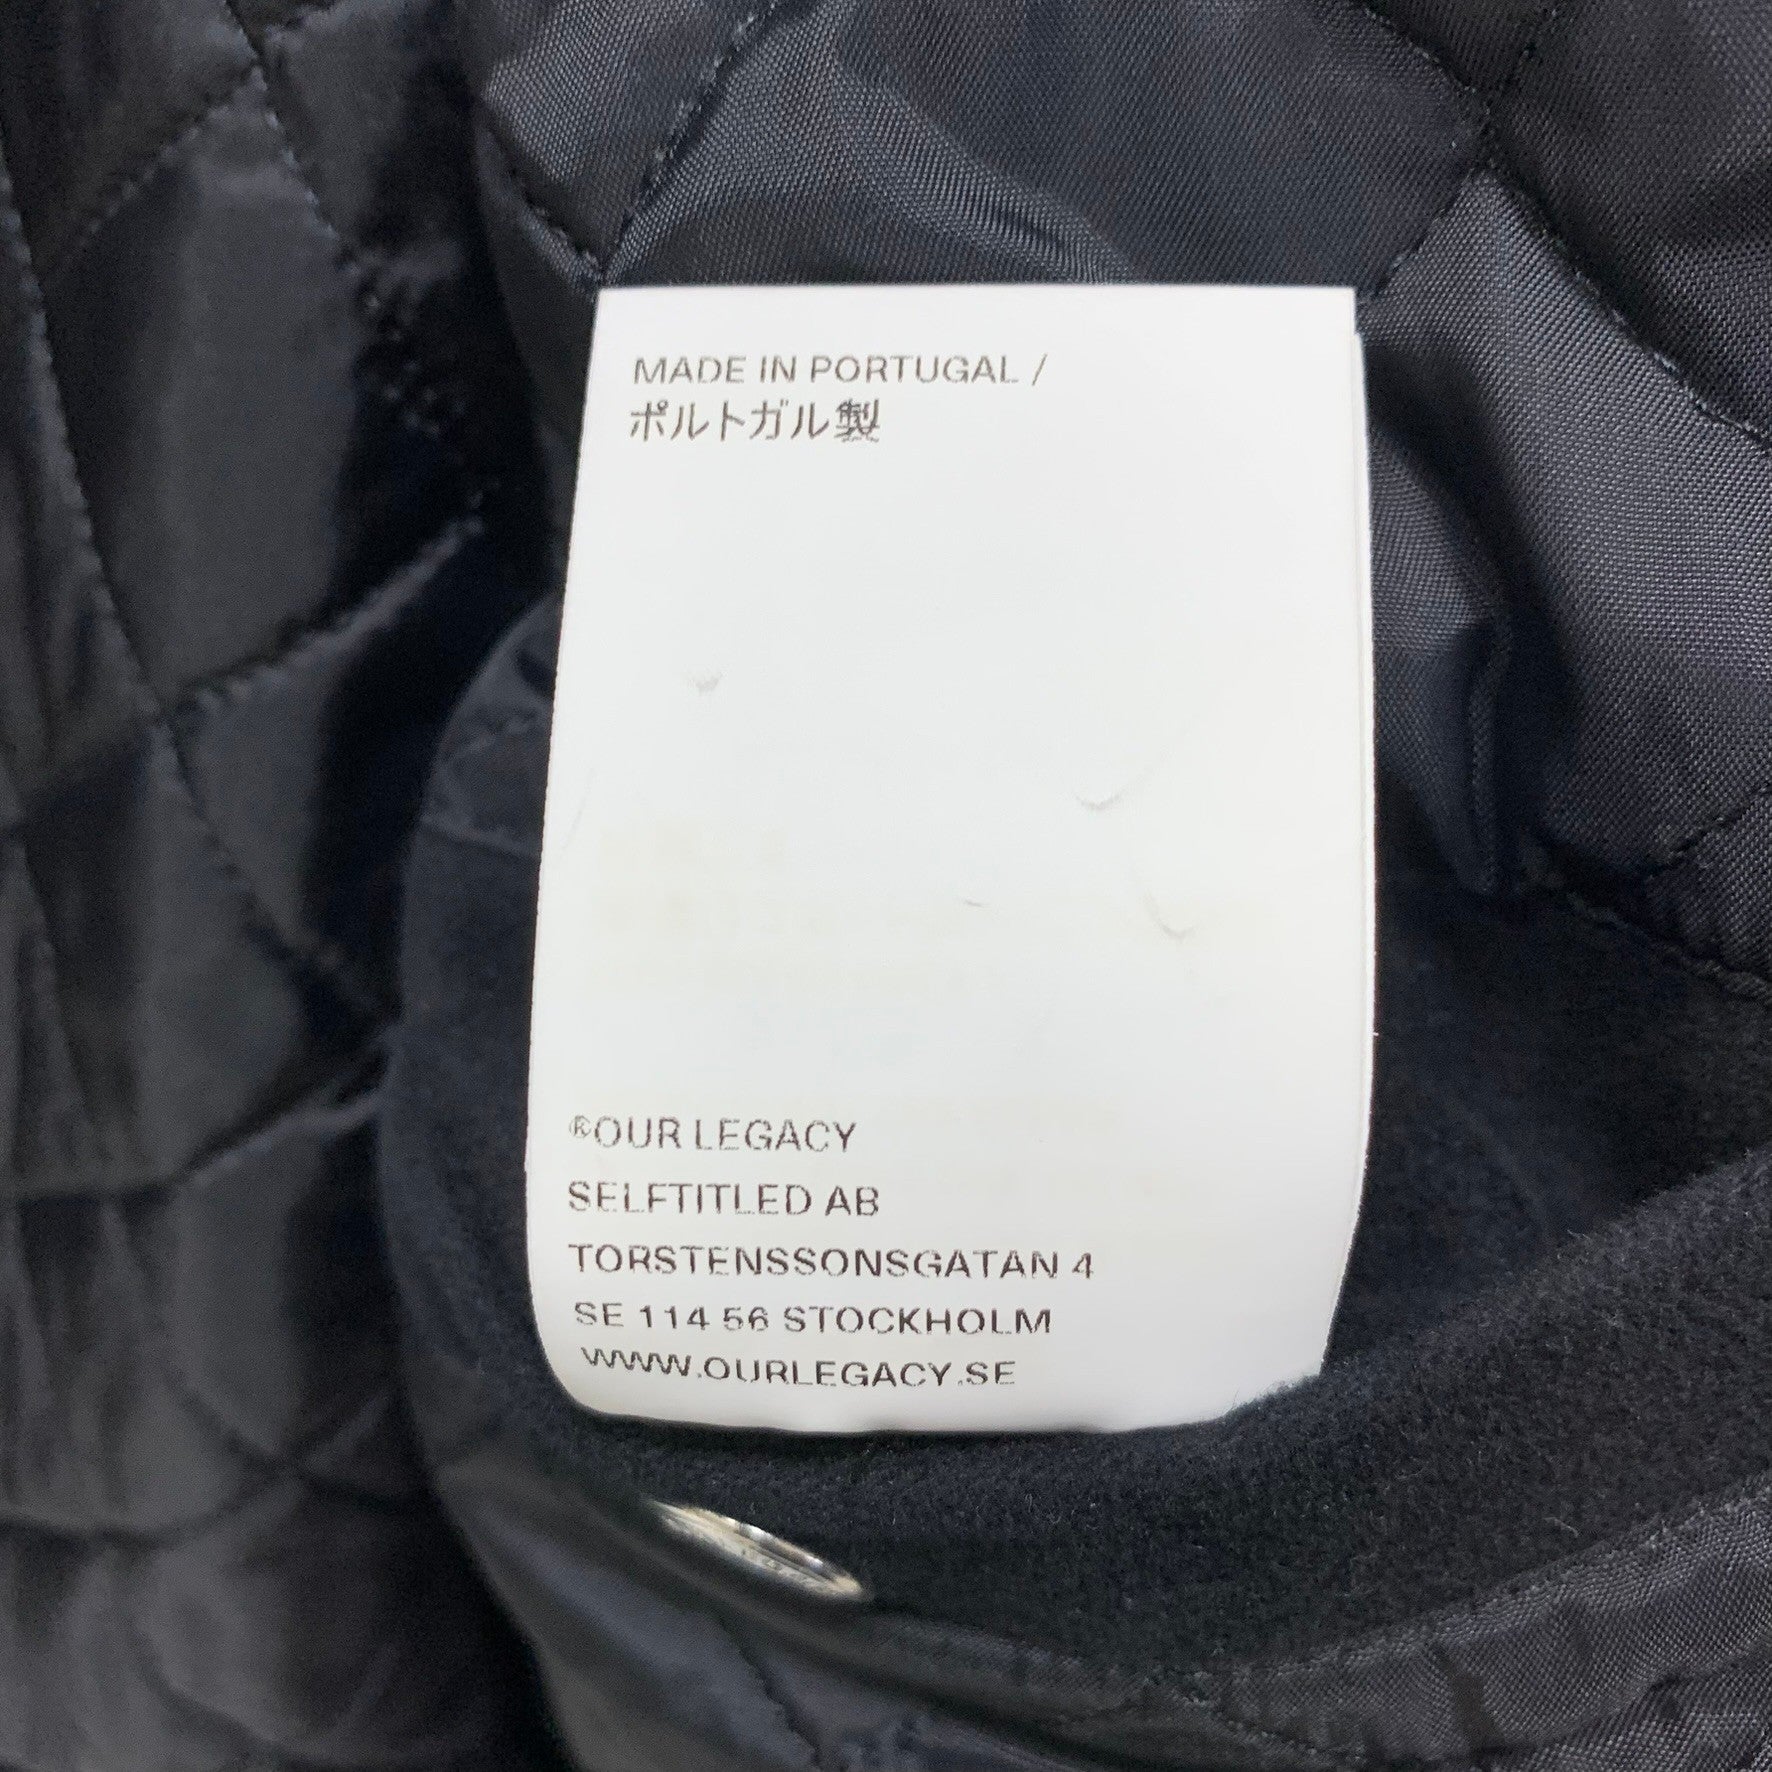 MADE IN PORTUGAL /
ポルトガル製
®OUR LEGACY
SELFTITLED AB
TORSTENSSONSGATAN 4
SE 114 56 STOCKHOLM
WWW.OURLEGACY.SE